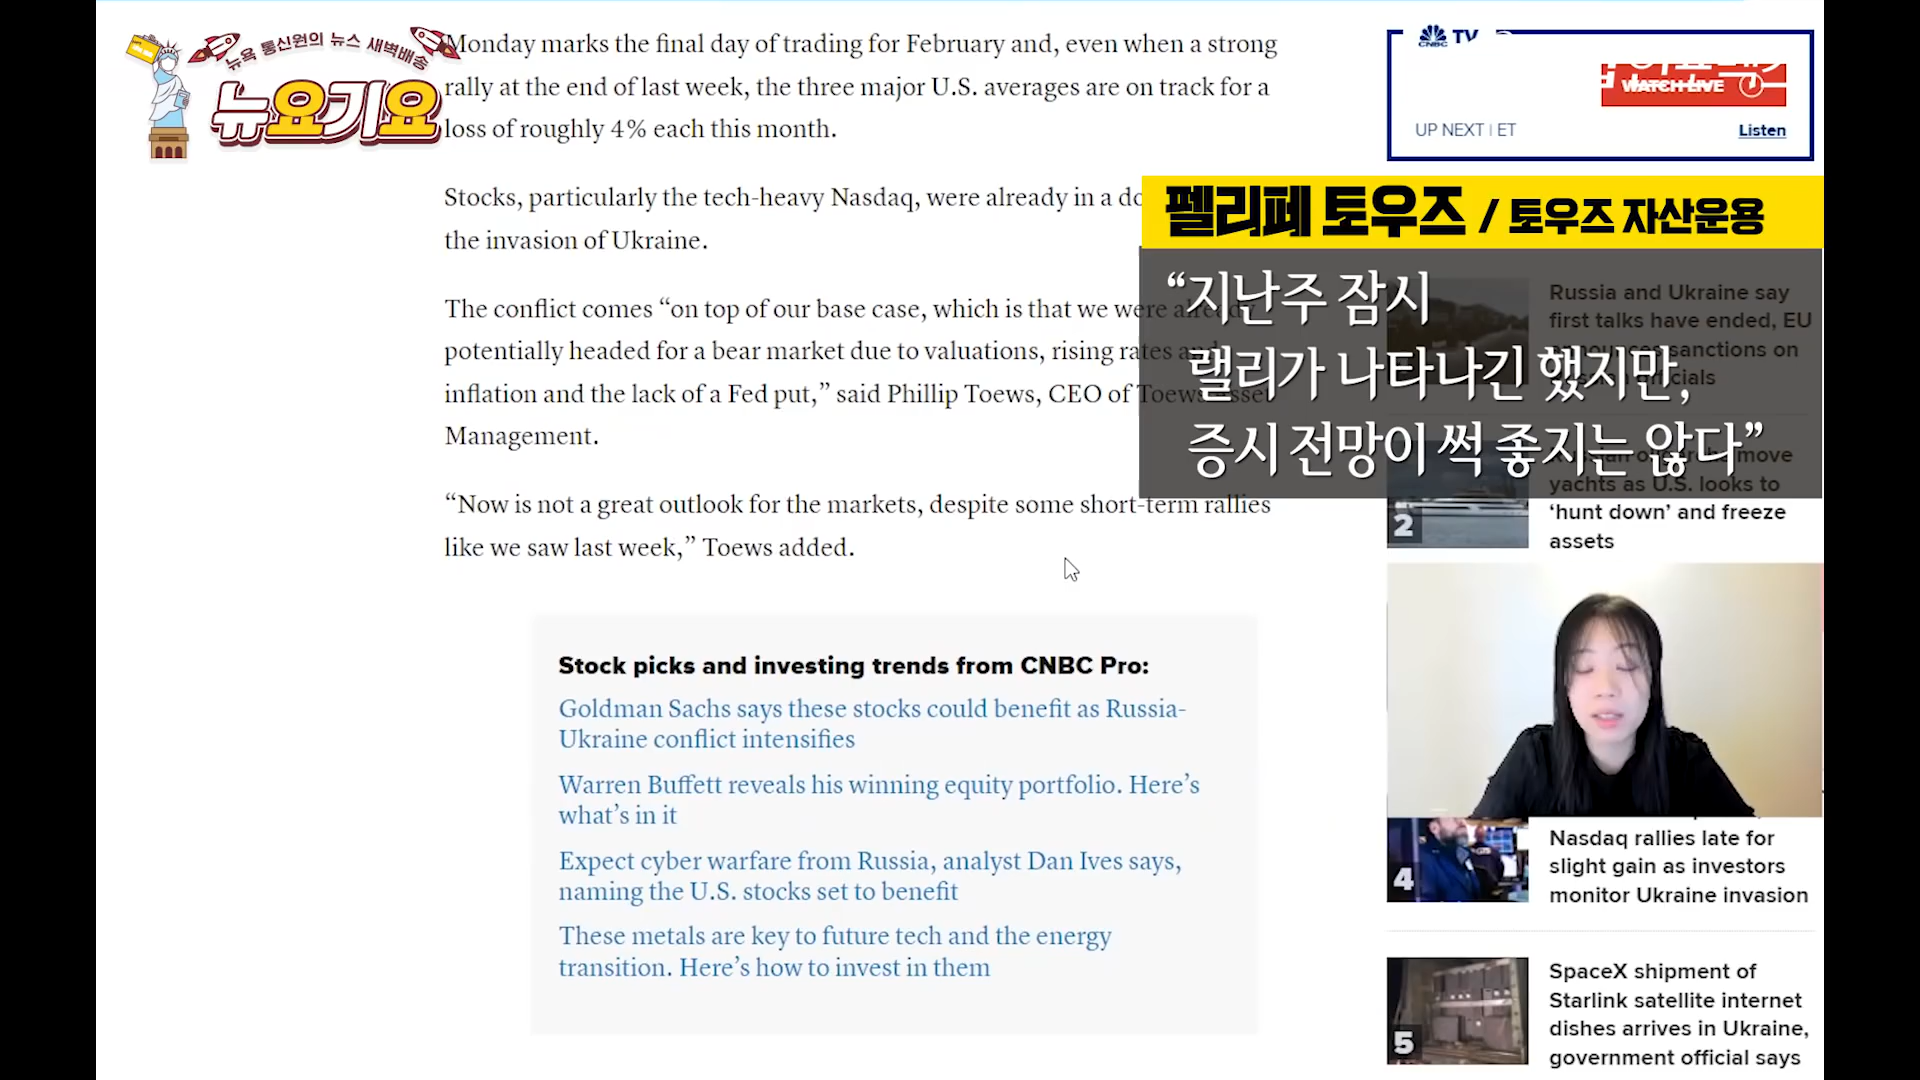 뉴욕 통신원의 뉴스 새벽배송
뉴요기요
Monday marks the final day of trading for February and, even when a strong
rally at the end of last week, the three major U.S. averages are on track for a
loss of roughly 4% each this month.
Stocks, particularly the tech-heavy Nasdaq, were already in a
the invasion of Ukraine.
The conflict comes “on top of our base case, which is that we were already
potentially headed for a bear market due to valuations, rising rates and
inflation and the lack of a Fed put,” said Phillip Toews, CEO of Toews Asset
Management.
“Now is not a great outlook for the markets, despite some short-term rallies
like we saw last week,” Toews added.
Stock picks and investing trends from CNBC Pro:
Goldman Sachs says these stocks could benefit as Russia-
Ukraine conflict intensifies
Warren Buffett reveals his winning equity portfolio. Here’s
what’s in it
Expect cyber warfare from Russia, analyst Dan Ives says,
naming the U.S. stocks set to benefit
These metals are key to future tech and the energy
transition. Here’s how to invest in them
CNBC TV
WATCH LIVE
UP NEXT | ET
Listen
펠리페 토우즈 / 토우즈 자산운용
“지난주 잠시
랠리가 나타나긴 했지만,
증시 전망이 썩 좋지는 않다”
Russia and Ukraine say
first talks have ended, EU
announces sanctions on
officials
2
move
yachts as U.S. looks to
‘hunt down’ and freeze
assets
4
Nasdaq rallies late for
slight gain as investors
monitor Ukraine invasion
5
SpaceX shipment of
Starlink satellite internet
dishes arrives in Ukraine,
government official says